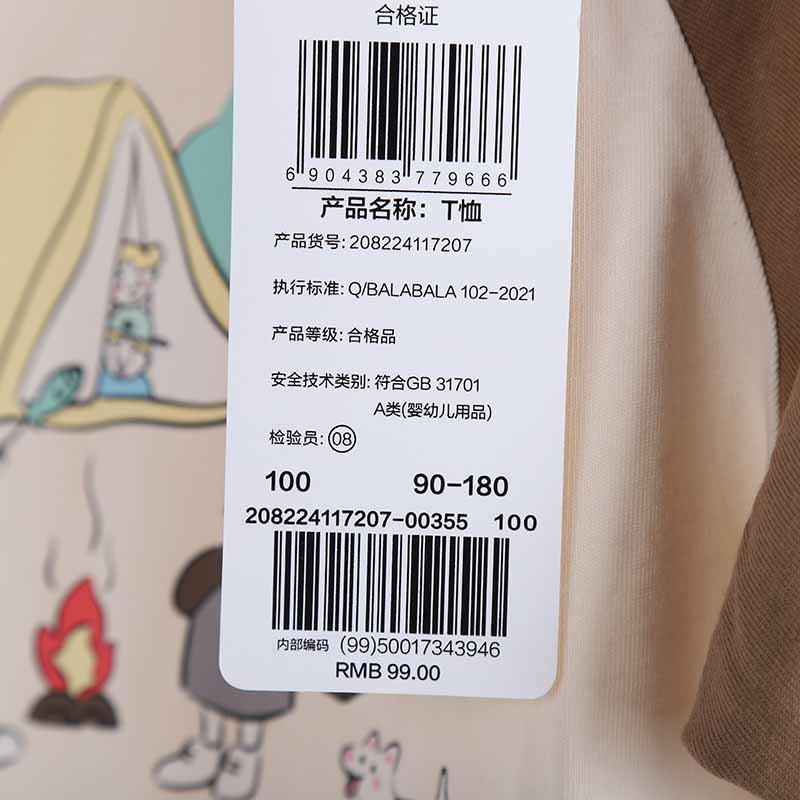 合格证
6 904383 779666
产品名称：T恤
产品货号: 208224117207
执行标准: Q/BALABALA 102-2021
产品等级: 合格品
安全技术类别: 符合GB 31701
A类(婴幼儿用品)
检验员: 08
100 90-180
208224117207-00355 100
内部编码 (99)50017343946
RMB 99.00